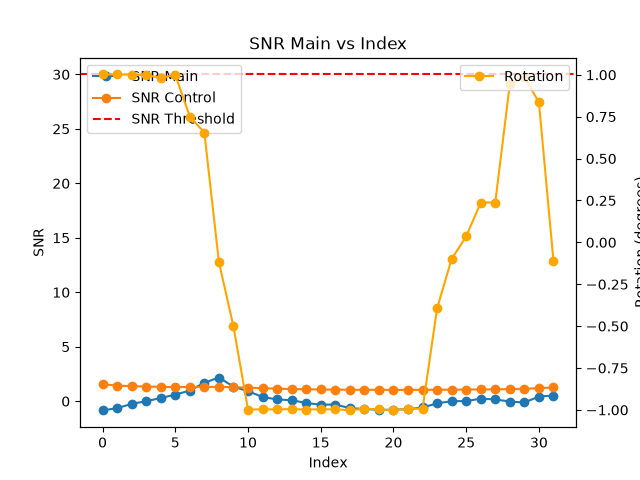 SNR Main vs Index
SNR Main
SNR Control
SNR Threshold
Rotation
30
25
20
15
10
5
0
SNR
1.00
0.75
0.50
0.25
0.00
−0.25
−0.50
−0.75
−1.00
Rotation (degrees)
0
5
10
15
20
25
30
Index